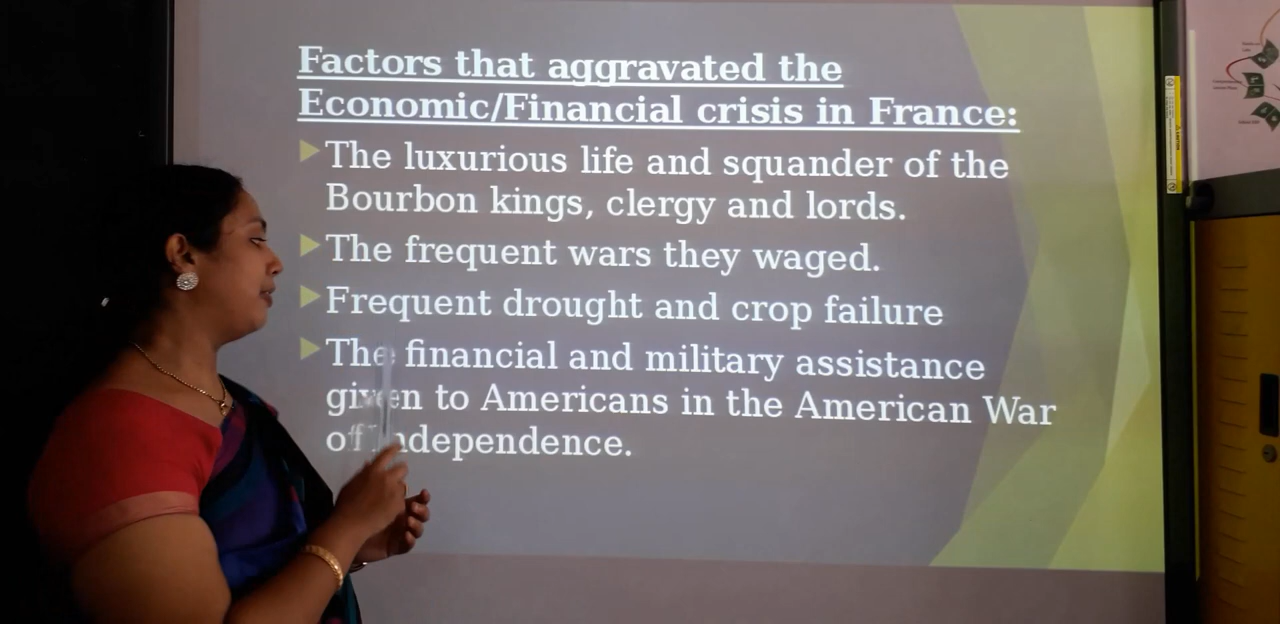 Factors that aggravated the
Economic/Financial crisis in France:
The luxurious life and squander of the
Bourbon kings, clergy and lords.
The frequent wars they waged.
Frequent drought and crop failure
The financial and military assistance
given to Americans in the American War
of Independence.